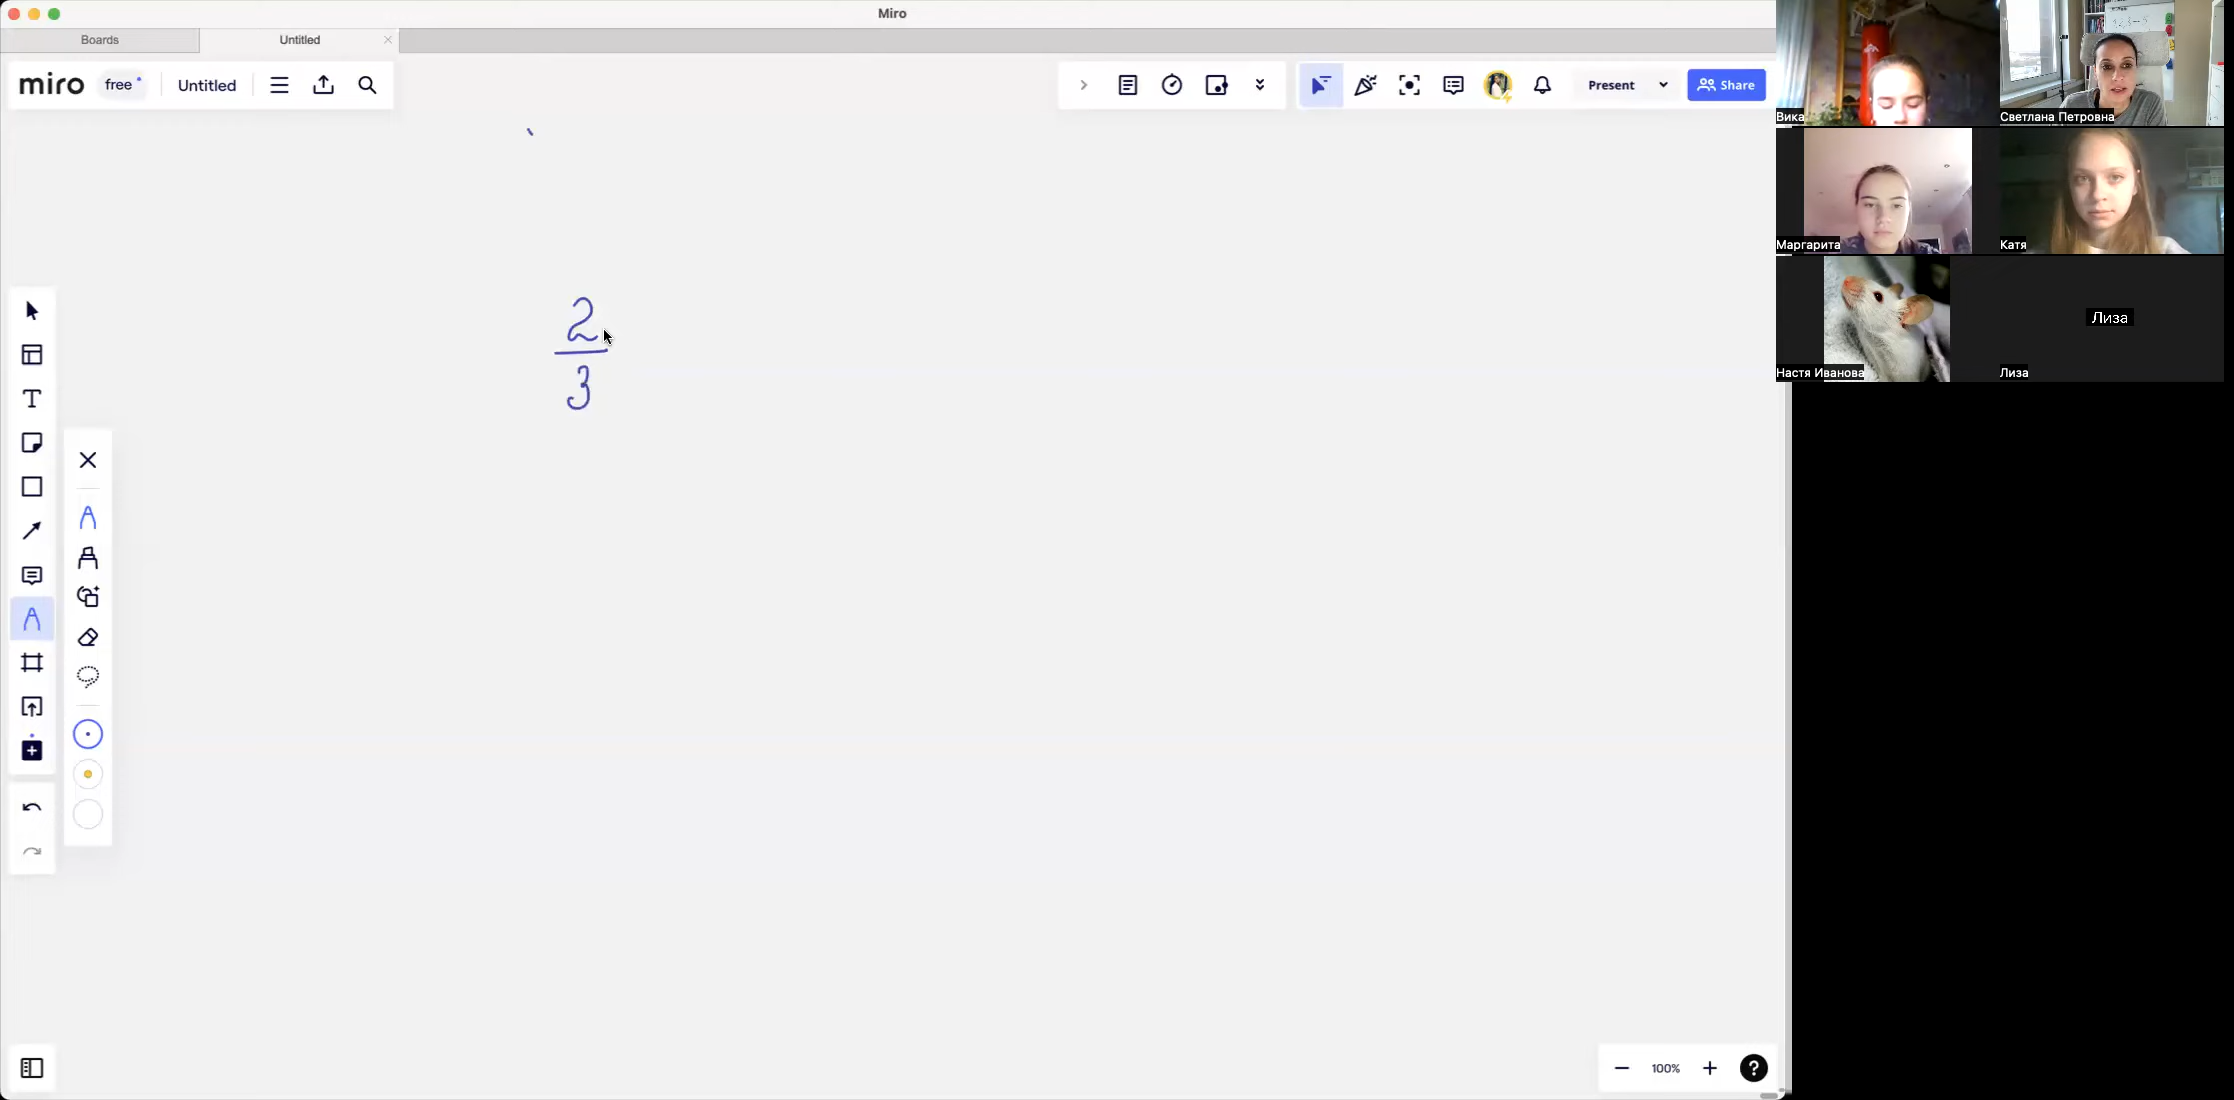 Miro
Boards
Untitled
miro free Untitled
Present
Share
2
3
100%
?
Вика
Светлана Петровна
Маргарита
Катя
Настя Иванова
Лиза
Лиза